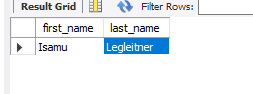 Result Grid Filter Rows:
first_name last_name
Isamu Legleitner